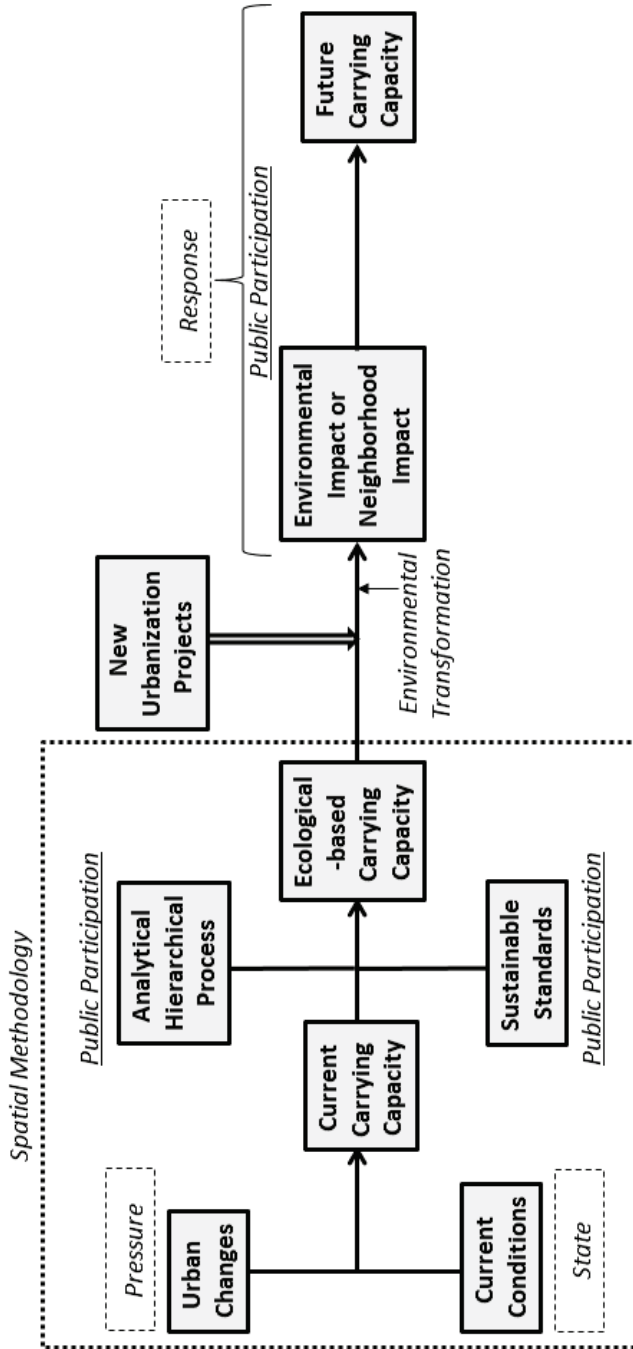 Spatial Methodology
Pressure
Urban
Changes
Current
Conditions
State
Current
Carrying
Capacity
Public Participation
Analytical
Hierarchical
Process
Sustainable
Standards
Public Participation
Ecological
-based
Carrying
Capacity
New
Urbanization
Projects
Environmental
Transformation
Response
Public Participation
Environmental
Impact or
Neighborhood
Impact
Future
Carrying
Capacity